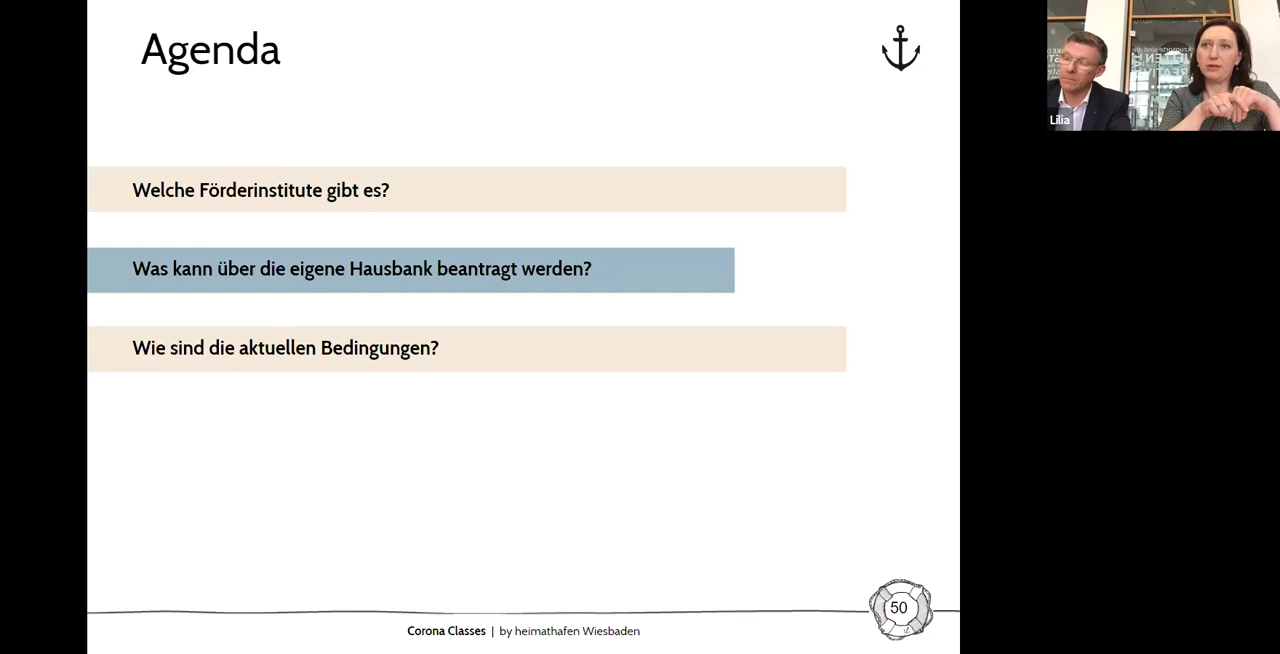 Agenda
Welche Förderinstitute gibt es?
Was kann über die eigene Hausbank beantragt werden?
Wie sind die aktuellen Bedingungen?
50
Corona Classes | by heimathafen Wiesbaden
Lilia